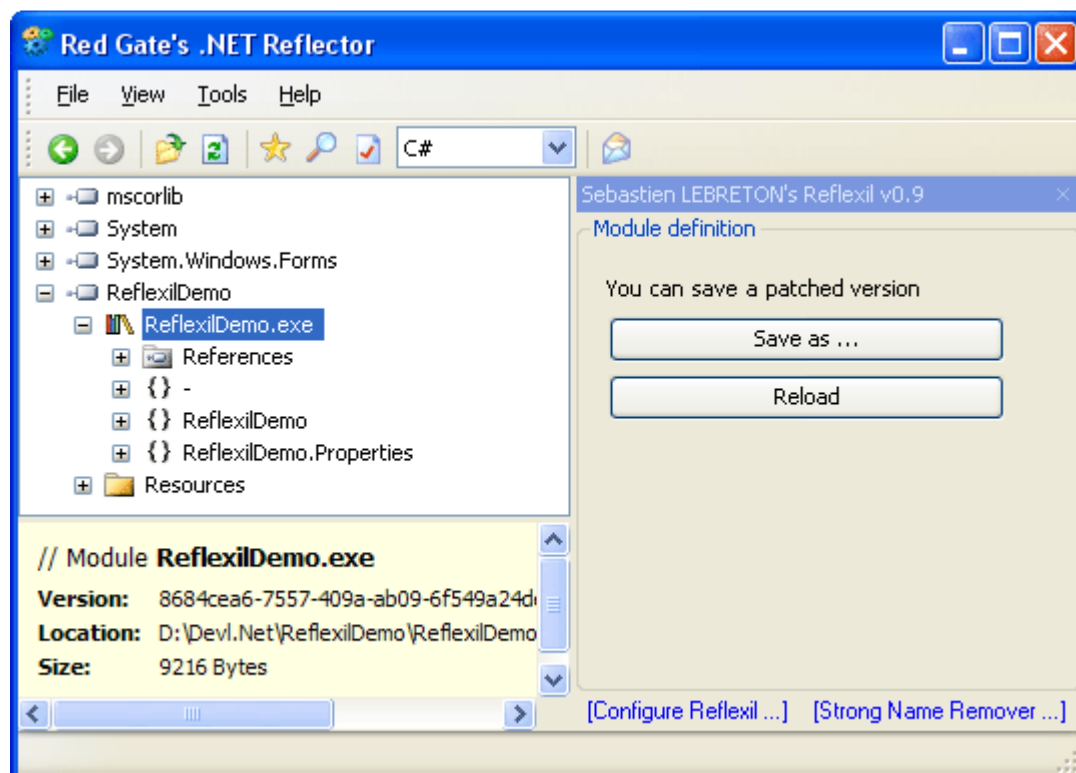 Red Gate's .NET Reflector
File View Tools Help
C#
mscorlib
System
System.Windows.Forms
ReflexilDemo
ReflexilDemo.exe
References
{} -
{} ReflexilDemo
{} ReflexilDemo.Properties
Resources
// Module ReflexilDemo.exe
Version: 8684cea6-7557-409a-ab09-6f549a24d
Location: D:\Devl.Net\ReflexilDemo\ReflexilDemo
Size: 9216 Bytes
Sebastien LEBRETON's Reflexil v0.9
Module definition
You can save a patched version
Save as ...
Reload
[Configure Reflexil ...] [Strong Name Remover ...]